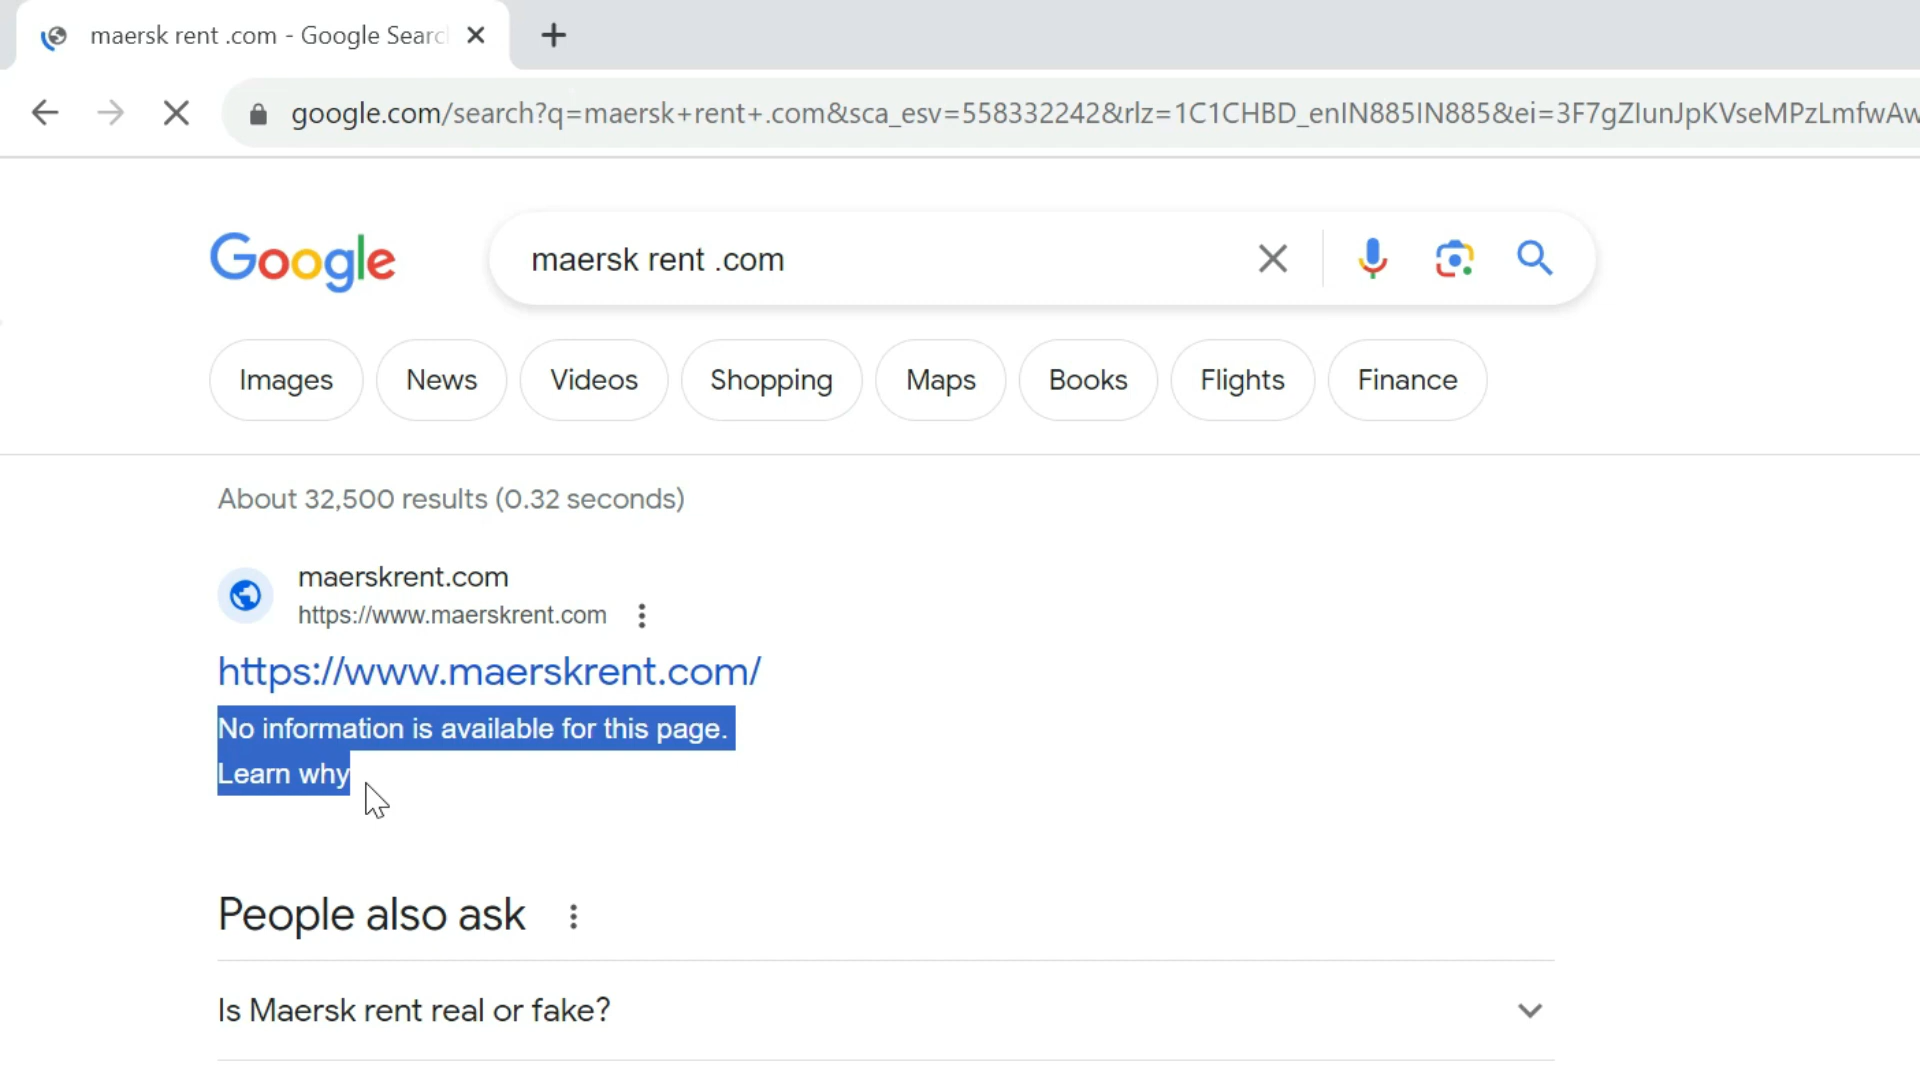 maersk rent .com - Google Searc
google.com/search?q=maersk+rent+.com&sca_esv=558332242&rlz=1C1CHBD_enIN885IN885&ei=3F7gZIunJpKVseMPzLmfwAw
Google
maersk rent .com
Images
News
Videos
Shopping
Maps
Books
Flights
Finance
About 32,500 results (0.32 seconds)
maerskrent.com
https://www.maerskrent.com
https://www.maerskrent.com/
No information is available for this page.
Learn why
People also ask
Is Maersk rent real or fake?